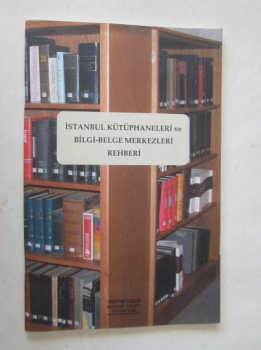 İSTANBUL KÜTÜPHANELERİ ve
BİLGİ-BELGE MERKEZLERİ
REHBERİ